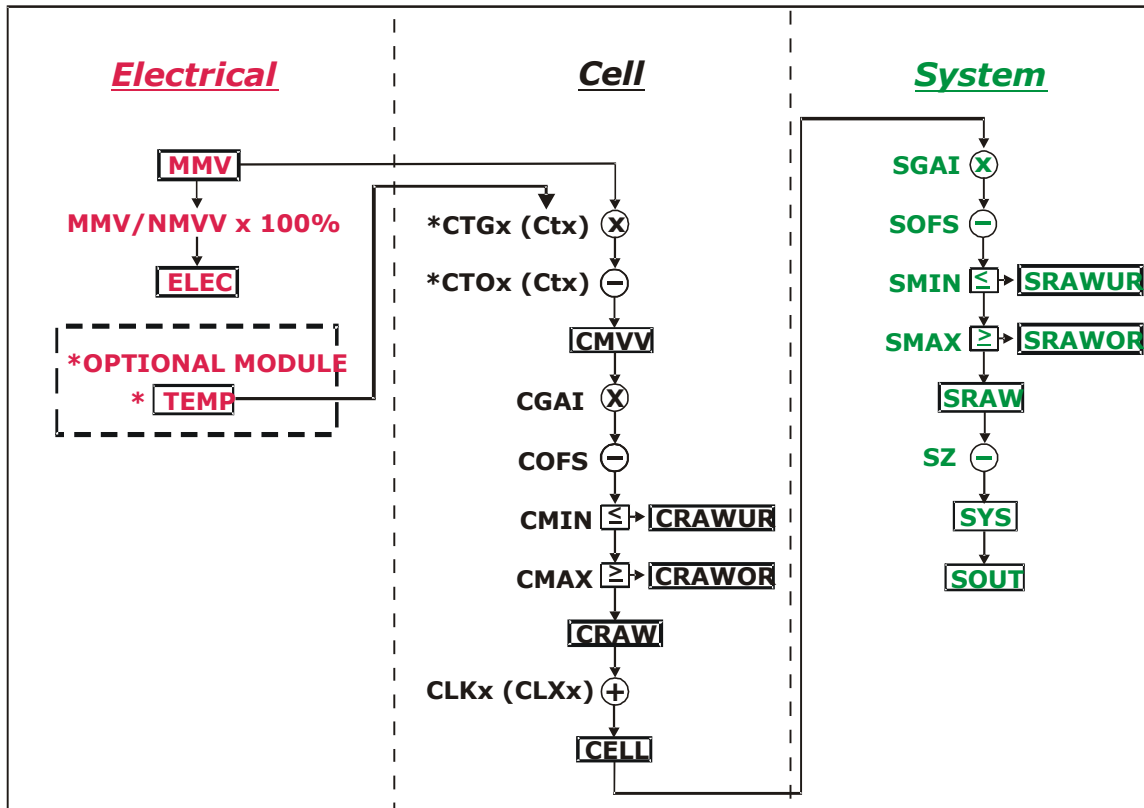 Electrical
MMV
MMV/NMVV x 100%
ELEC
*OPTIONAL MODULE
* TEMP
Cell
*CTGx (Ctx) x
*CTOx (Ctx) −
CMVV
CGAI x
COFS −
CMIN ≤ CRAWUR
CMAX ≥ CRAWOR
CRAW
CLKx (CLXx) +
CELL
System
SGAI x
SOFS −
SMIN ≤ SRAWUR
SMAX ≥ SRAWOR
SRAW
SZ −
SYS
SOUT